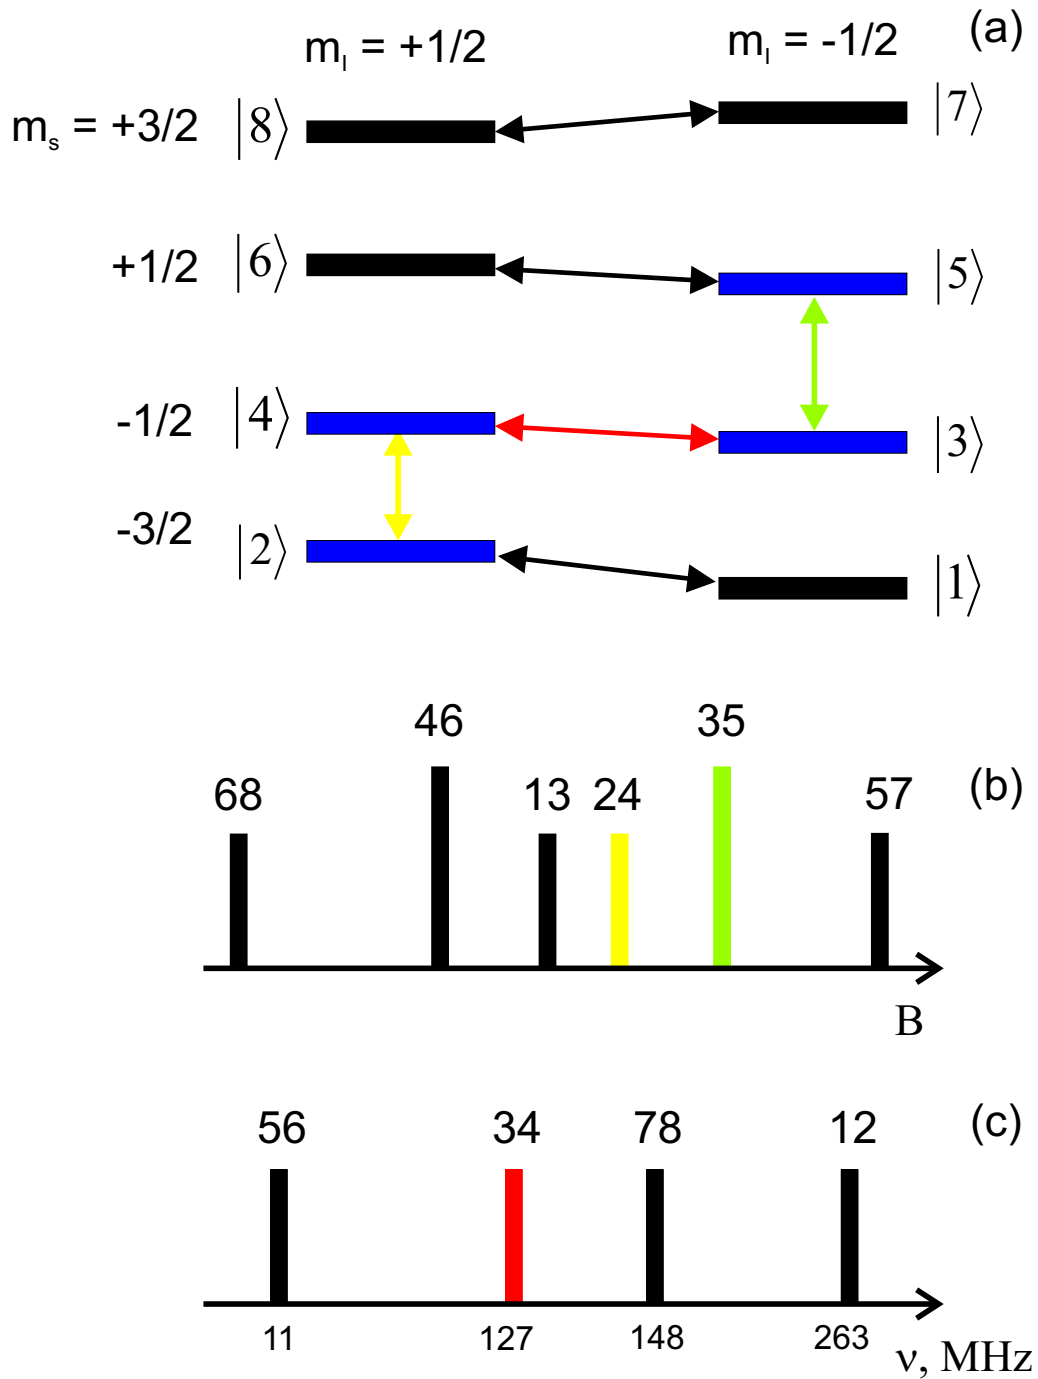 (a)
mI = +1/2
mI = -1/2
ms = +3/2 |8⟩ |7⟩
+1/2 |6⟩ |5⟩
-1/2 |4⟩ |3⟩
-3/2 |2⟩ |1⟩
(b)
68 46 13 24 35 57
B
(c)
56 34 78 12
11 127 148 263
ν, MHz